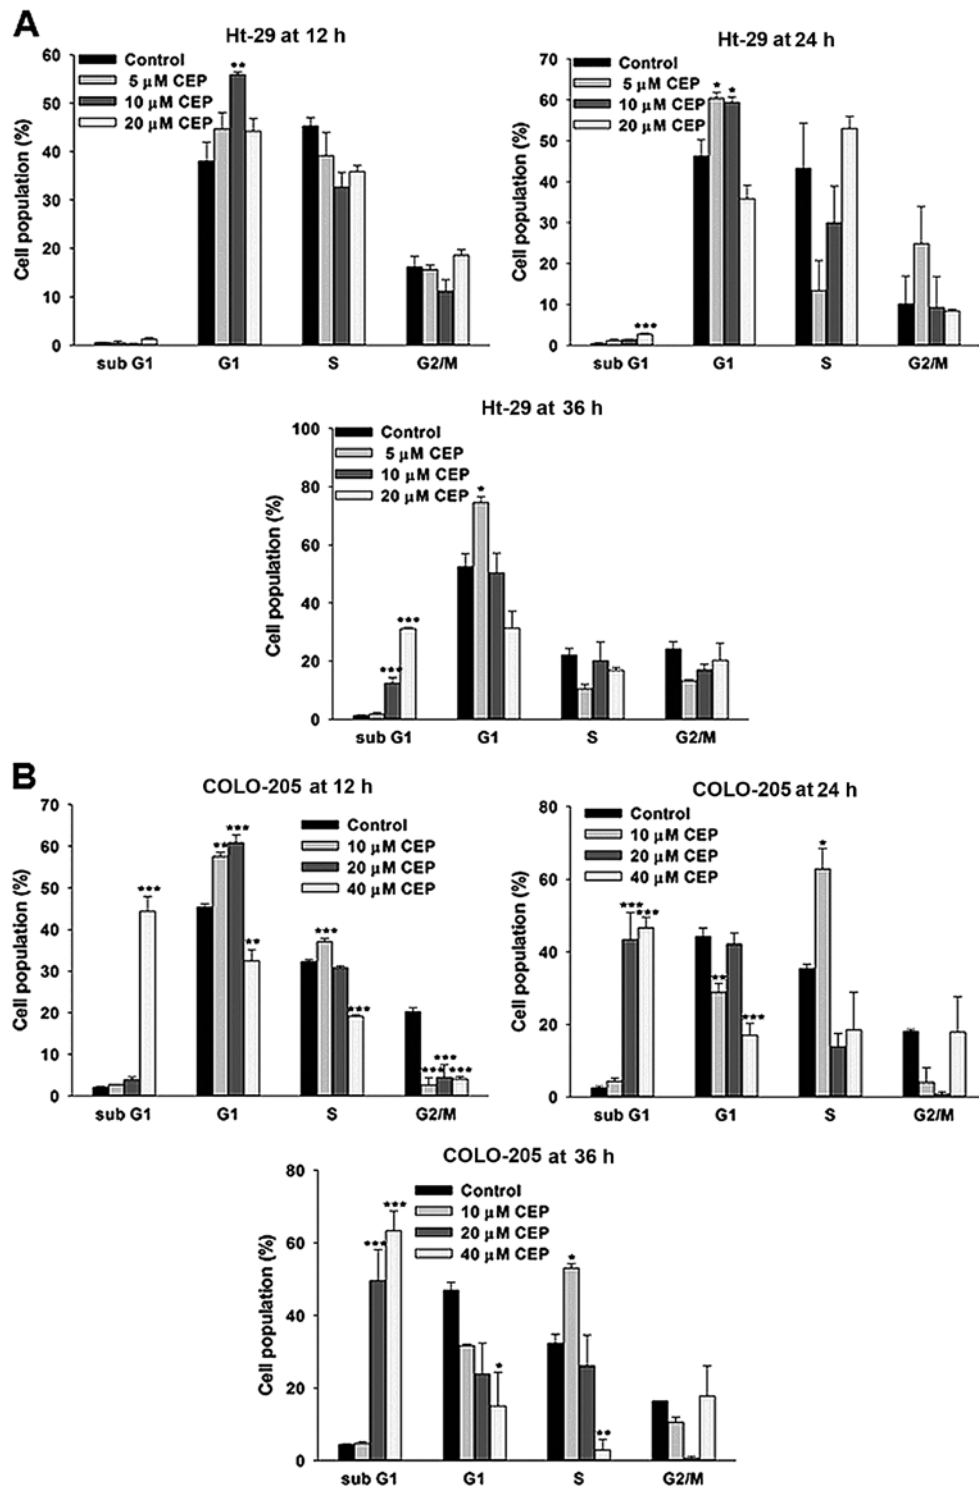 A
Ht-29 at 12 h
Cell population (%)
60
50
40
30
20
10
0
Control
5 µM CEP
10 µM CEP
20 µM CEP
**
sub G1
G1
S
G2/M
Ht-29 at 24 h
Cell population (%)
70
60
50
40
30
20
10
0
Control
5 µM CEP
10 µM CEP
20 µM CEP
***
* *
sub G1
G1
S
G2/M
Ht-29 at 36 h
Cell population (%)
100
80
60
40
20
0
Control
5 µM CEP
10 µM CEP
20 µM CEP
***
***
*
sub G1
G1
S
G2/M
B
COLO-205 at 12 h
Cell population (%)
70
60
50
40
30
20
10
0
Control
10 µM CEP
20 µM CEP
40 µM CEP
***
**
***
**
***
***
***
***
***
sub G1
G1
S
G2/M
COLO-205 at 24 h
Cell population (%)
80
60
40
20
0
Control
10 µM CEP
20 µM CEP
40 µM CEP
***
***
**
***
*
sub G1
G1
S
G2/M
COLO-205 at 36 h
Cell population (%)
80
60
40
20
0
Control
10 µM CEP
20 µM CEP
40 µM CEP
***
***
*
*
**
sub G1
G1
S
G2/M